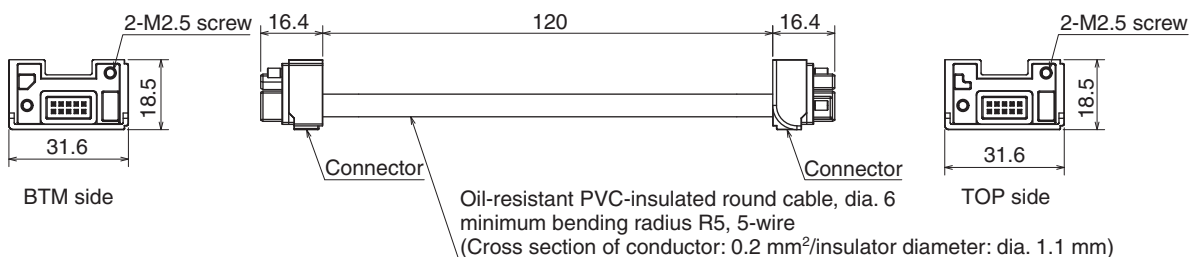 2-M2.5 screw
16.4
120
16.4
2-M2.5 screw
18.5
18.5
31.6
31.6
Connector
Connector
BTM side
TOP side
Oil-resistant PVC-insulated round cable, dia. 6
minimum bending radius R5, 5-wire
(Cross section of conductor: 0.2 mm²/insulator diameter: dia. 1.1 mm)